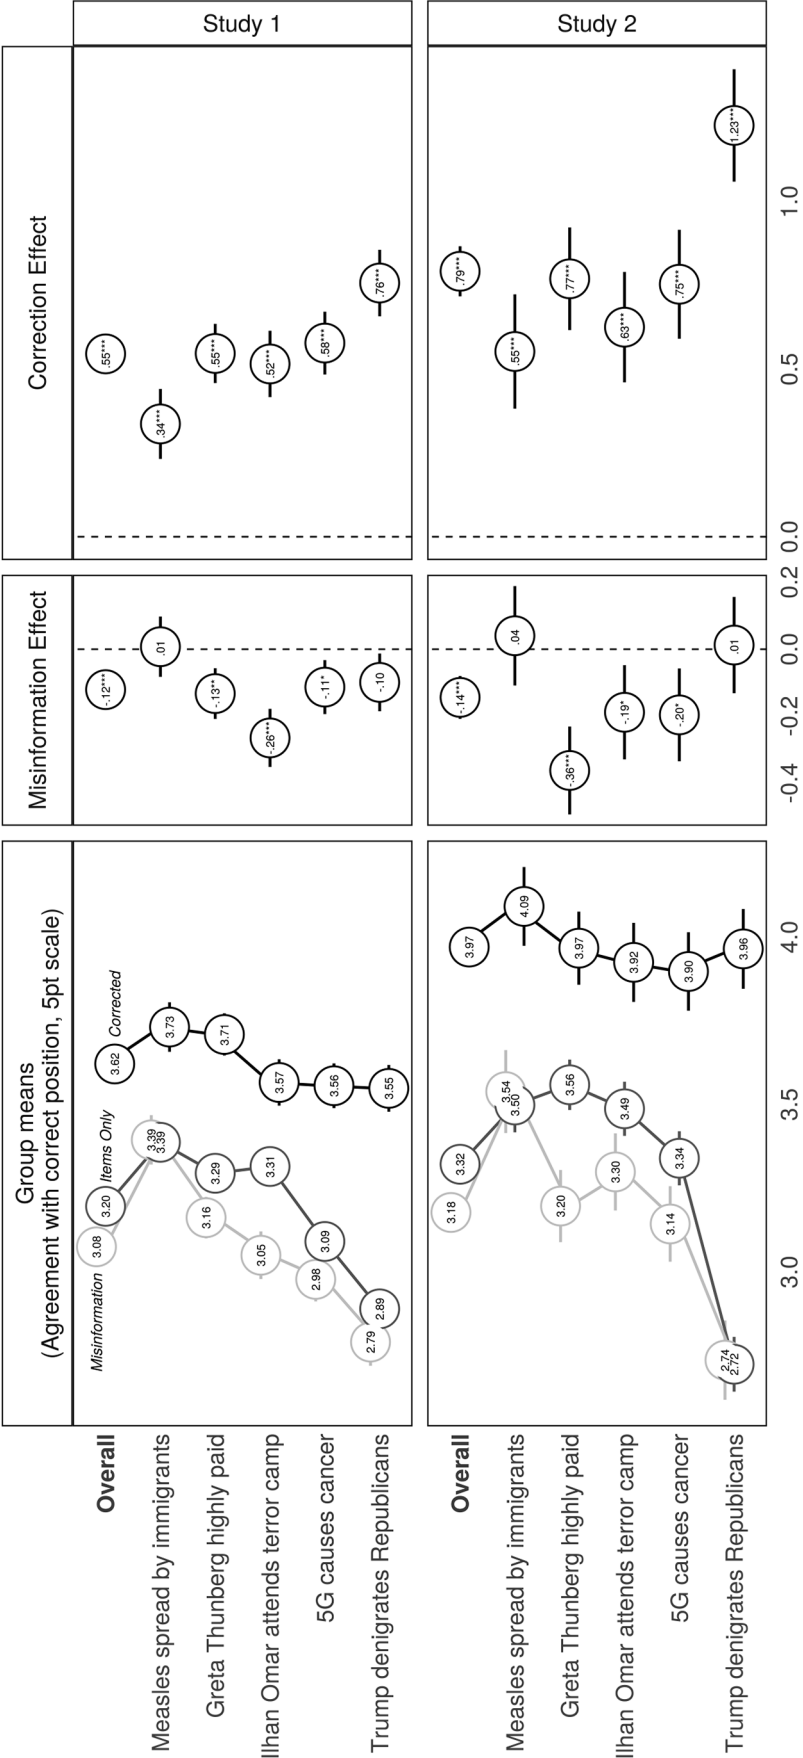 Group means
(Agreement with correct position, 5pt scale)
Misinformation Effect
Correction Effect
Study 1
Misinformation
Items Only
Corrected
Overall
3.08
3.20
3.62
-.12***
.55***
Measles spread by immigrants
3.39
3.39
3.73
.01
.34***
Greta Thunberg highly paid
3.16
3.29
3.71
-.13**
.55***
Ilhan Omar attends terror camp
3.05
3.31
3.57
-.26***
.52***
5G causes cancer
2.98
3.09
3.56
-.11*
.58***
Trump denigrates Republicans
2.79
2.89
3.55
-.10
.76***
Study 2
Overall
3.18
3.32
3.97
-.14***
.79***
Measles spread by immigrants
3.54
3.50
4.09
.04
.55***
Greta Thunberg highly paid
3.20
3.56
3.97
-.36***
.77***
Ilhan Omar attends terror camp
3.30
3.49
3.92
-.19*
.63***
5G causes cancer
3.14
3.34
3.90
-.20*
.75***
Trump denigrates Republicans
2.74
2.72
3.96
.01
1.23***
3.0 3.5 4.0
-0.4 -0.2 0.0 0.2
0.0 0.5 1.0